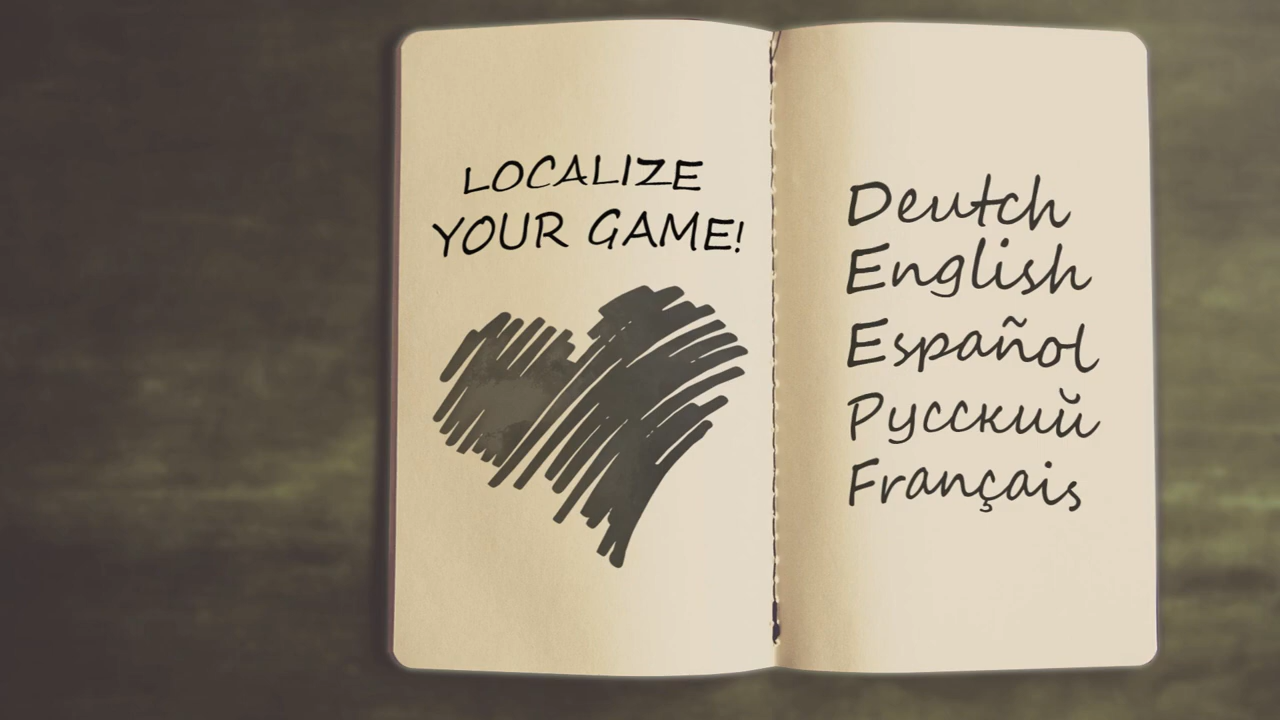 LOCALIZE
YOUR GAME!
Deutch
English
Español
Русский
Français